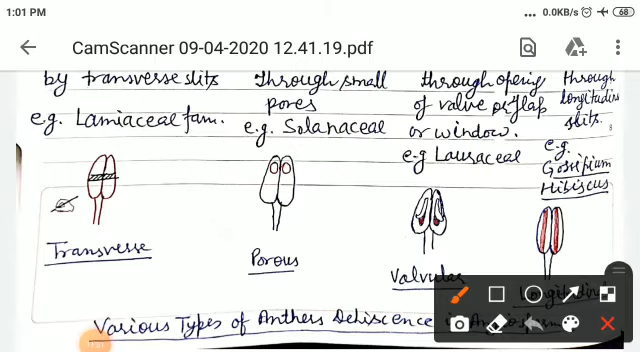 1:01 PM
... 0.0KB/s 68
CamScanner 09-04-2020 12.41.19.pdf
by transverse slits
e.g. Lamiaceae fam.
through small
pores
e.g. Solanaceae
through opening
of valve or flap
or window.
e.g Lauraceae
through
longitudinal
slits.
e.g.
Gossipium
Hibiscus
Transverse
Porous
Valvular
Various Types of Anthers Dehiscence